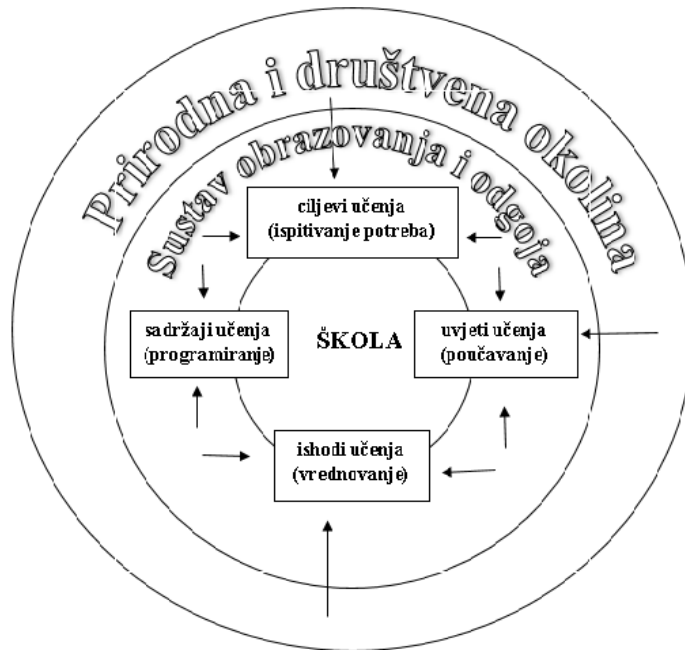 Prirodna i društvena okolina
Sustav obrazovanja i odgoja
ciljevi učenja
(ispitivanje potreba)
sadržaji učenja
(programiranje)
ŠKOLA
uvjeti učenja
(poučavanje)
ishodi učenja
(vrednovanje)